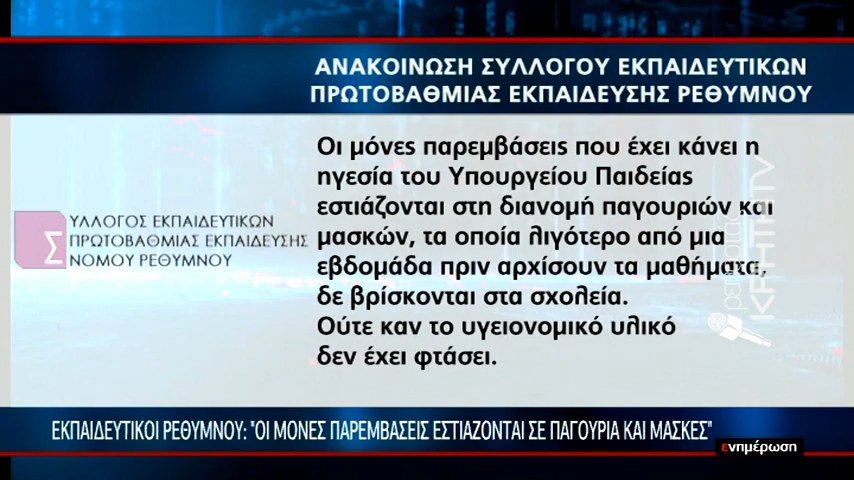 ΑΝΑΚΟΙΝΩΣΗ ΣΥΛΛΟΓΟΥ ΕΚΠΑΙΔΕΥΤΙΚΩΝ
ΠΡΩΤΟΒΑΘΜΙΑΣ ΕΚΠΑΙΔΕΥΣΗΣ ΡΕΘΥΜΝΟΥ
Οι μόνες παρεμβάσεις που έχει κάνει η
ηγεσία του Υπουργείου Παιδείας
εστιάζονται στη διανομή παγουριών και
μασκών, τα οποία λιγότερο από μια
εβδομάδα πριν αρχίσουν τα μαθήματα,
δε βρίσκονται στα σχολεία.
Ούτε καν το υγειονομικό υλικό
δεν έχει φτάσει.
ΣΥΛΛΟΓΟΣ ΕΚΠΑΙΔΕΥΤΙΚΩΝ
ΠΡΩΤΟΒΑΘΜΙΑΣ ΕΚΠΑΙΔΕΥΣΗΣ
ΝΟΜΟΥ ΡΕΘΥΜΝΟΥ
ΚΡΗΤΗ TV
ΕΚΠΑΙΔΕΥΤΙΚΟΙ ΡΕΘΥΜΝΟΥ: "ΟΙ ΜΟΝΕΣ ΠΑΡΕΜΒΑΣΕΙΣ ΕΣΤΙΑΖΟΝΤΑΙ ΣΕ ΠΑΓΟΥΡΙΑ ΚΑΙ ΜΑΣΚΕΣ"
ενημέρωση